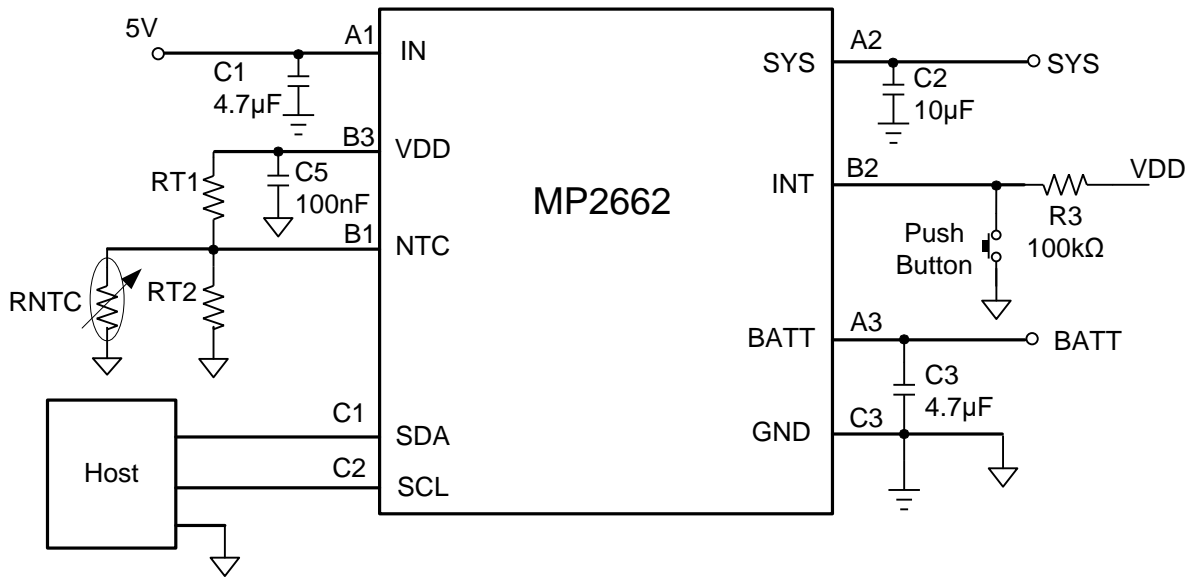 5V
A1
IN
C1
4.7µF
B3
VDD
RT1
C5
100nF
B1
NTC
RNTC
RT2
Host
C1
SDA
C2
SCL
MP2662
SYS
A2
SYS
C2
10µF
INT
B2
VDD
R3
100kΩ
Push
Button
BATT
A3
BATT
C3
4.7µF
GND
C3